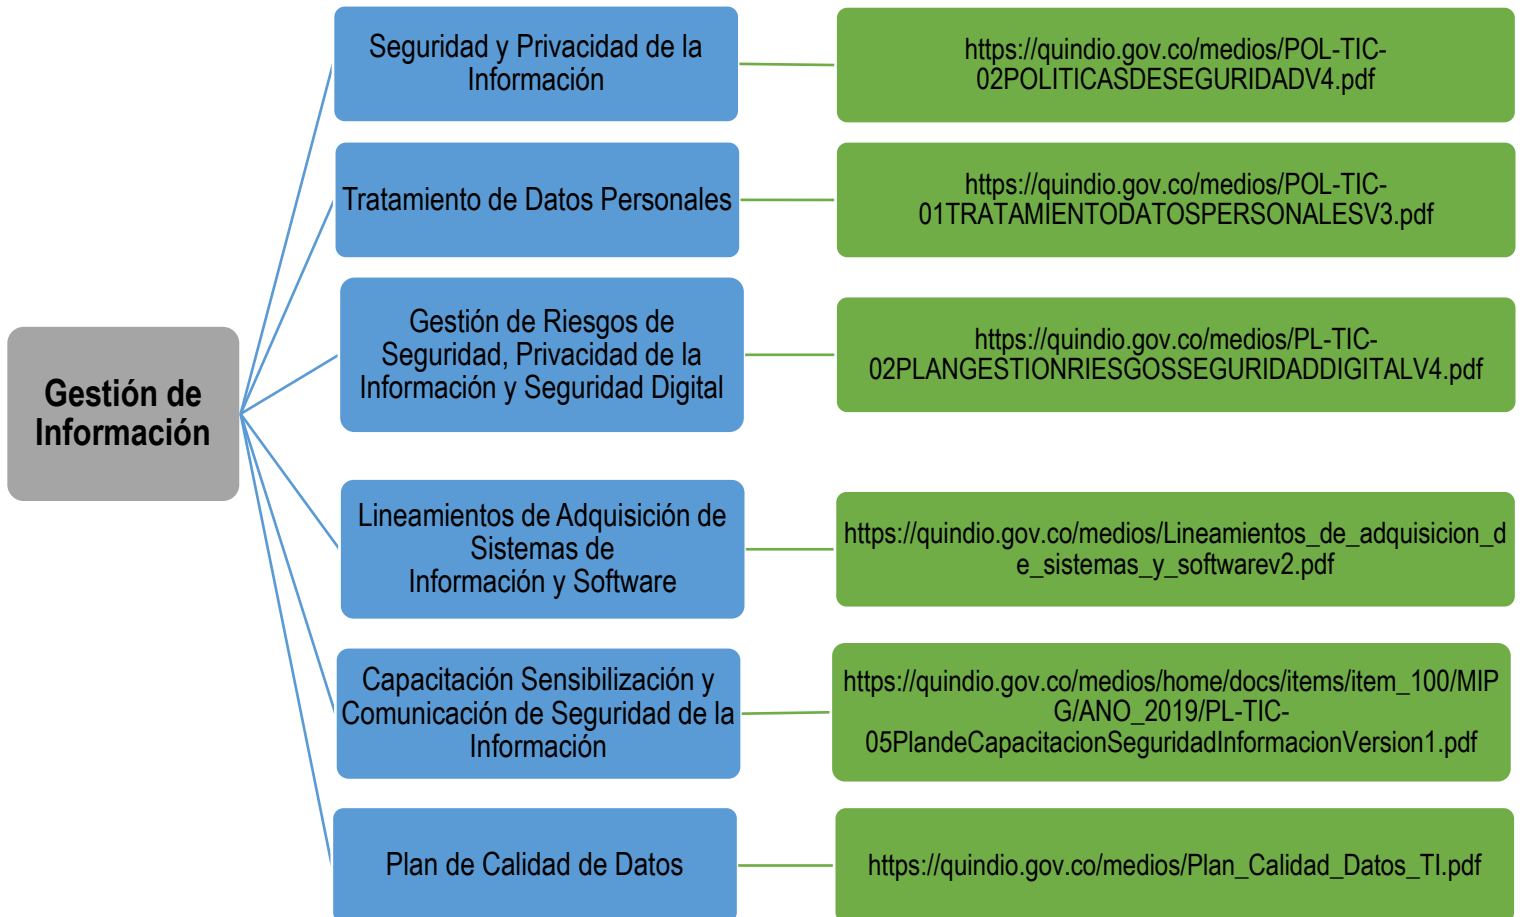 Seguridad y Privacidad de la
Información
https://quindio.gov.co/medios/POL-TIC-
02POLITICASDESEGURIDADV4.pdf
Tratamiento de Datos Personales
https://quindio.gov.co/medios/POL-TIC-
01TRATAMIENTODATOSPERSONALESV3.pdf
Gestión de Riesgos de
Seguridad, Privacidad de la
Información y Seguridad Digital
https://quindio.gov.co/medios/PL-TIC-
02PLANGESTIONRIESGOSSEGURIDADDIGITALV4.pdf
Gestión de
Información
Lineamientos de Adquisición de
Sistemas de
Información y Software
https://quindio.gov.co/medios/Lineamientos_de_adquisicion_d
e_sistemas_y_softwarev2.pdf
Capacitación Sensibilización y
Comunicación de Seguridad de la
Información
https://quindio.gov.co/medios/home/docs/items/item_100/MIP
G/ANO_2019/PL-TIC-
05PlandeCapacitacionSeguridadInformacionVersion1.pdf
Plan de Calidad de Datos
https://quindio.gov.co/medios/Plan_Calidad_Datos_TI.pdf